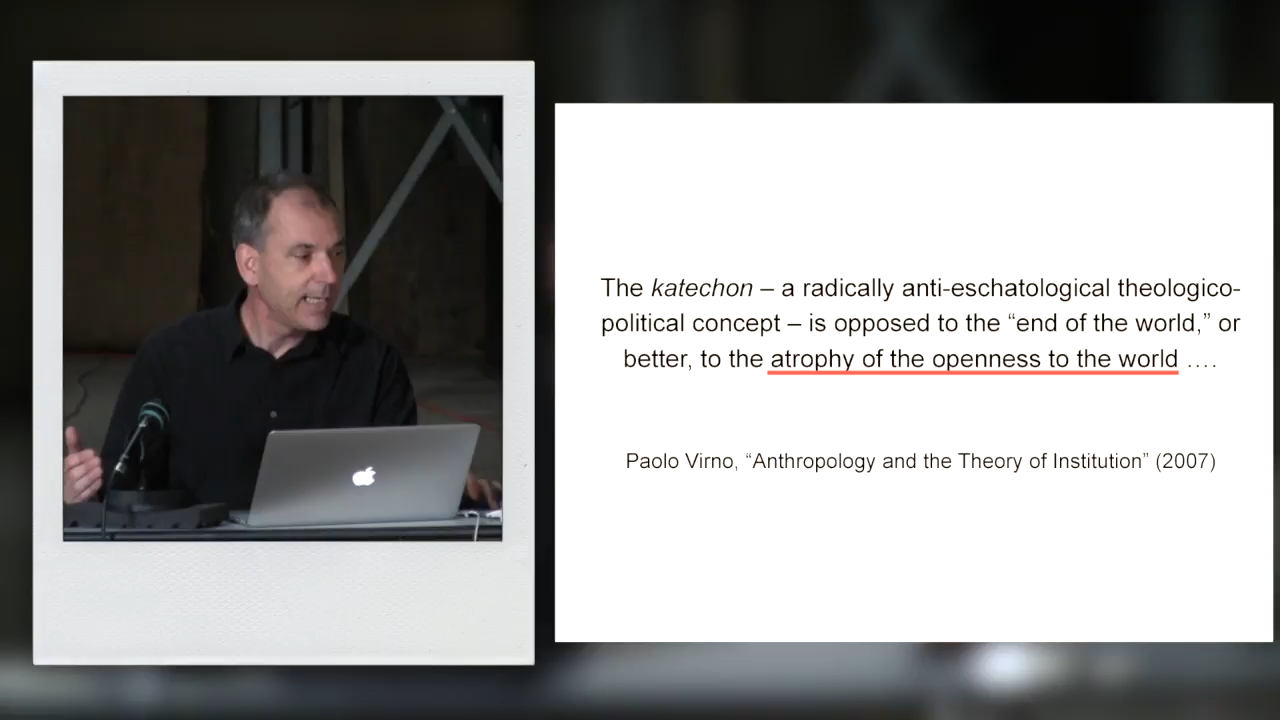 The katechon – a radically anti-eschatological theologico-
political concept – is opposed to the “end of the world,” or
better, to the atrophy of the openness to the world ….
Paolo Virno, “Anthropology and the Theory of Institution” (2007)